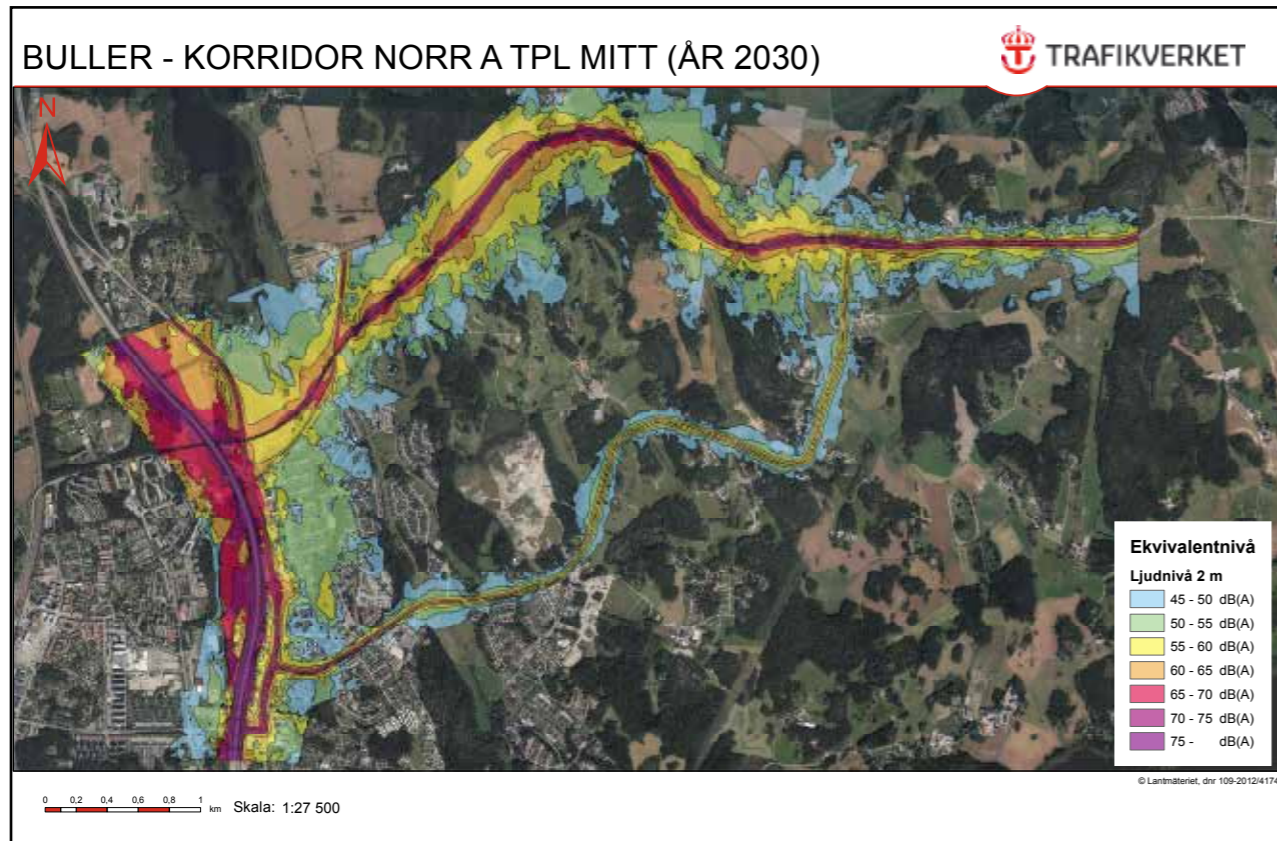 BULLER - KORRIDOR NORR A TPL MITT (ÅR 2030)
TRAFIKVERKET
N
Ekvivalentnivå
Ljudnivå 2 m
45 - 50 dB(A)
50 - 55 dB(A)
55 - 60 dB(A)
60 - 65 dB(A)
65 - 70 dB(A)
70 - 75 dB(A)
75 - dB(A)
© Lantmäteriet, dnr 109-2012/4174
0 0,2 0,4 0,6 0,8 1 km Skala: 1:27 500